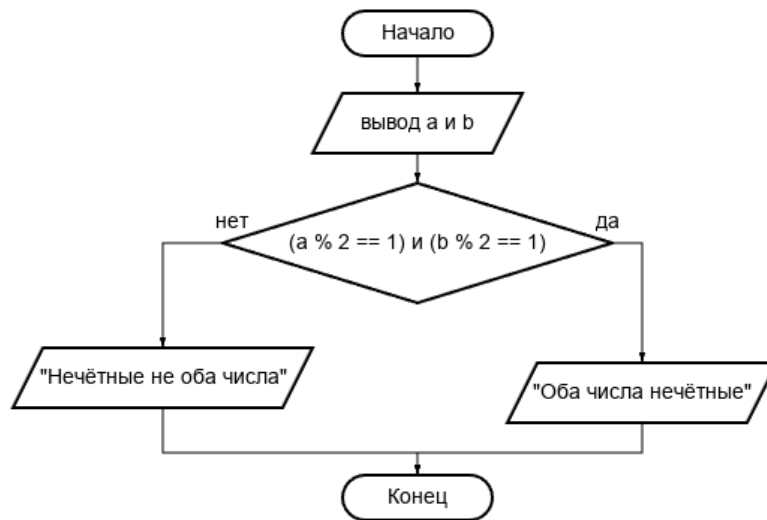 Начало
вывод a и b
нет
да
(a % 2 == 1) и (b % 2 == 1)
"Нечётные не оба числа"
"Оба числа нечётные"
Конец